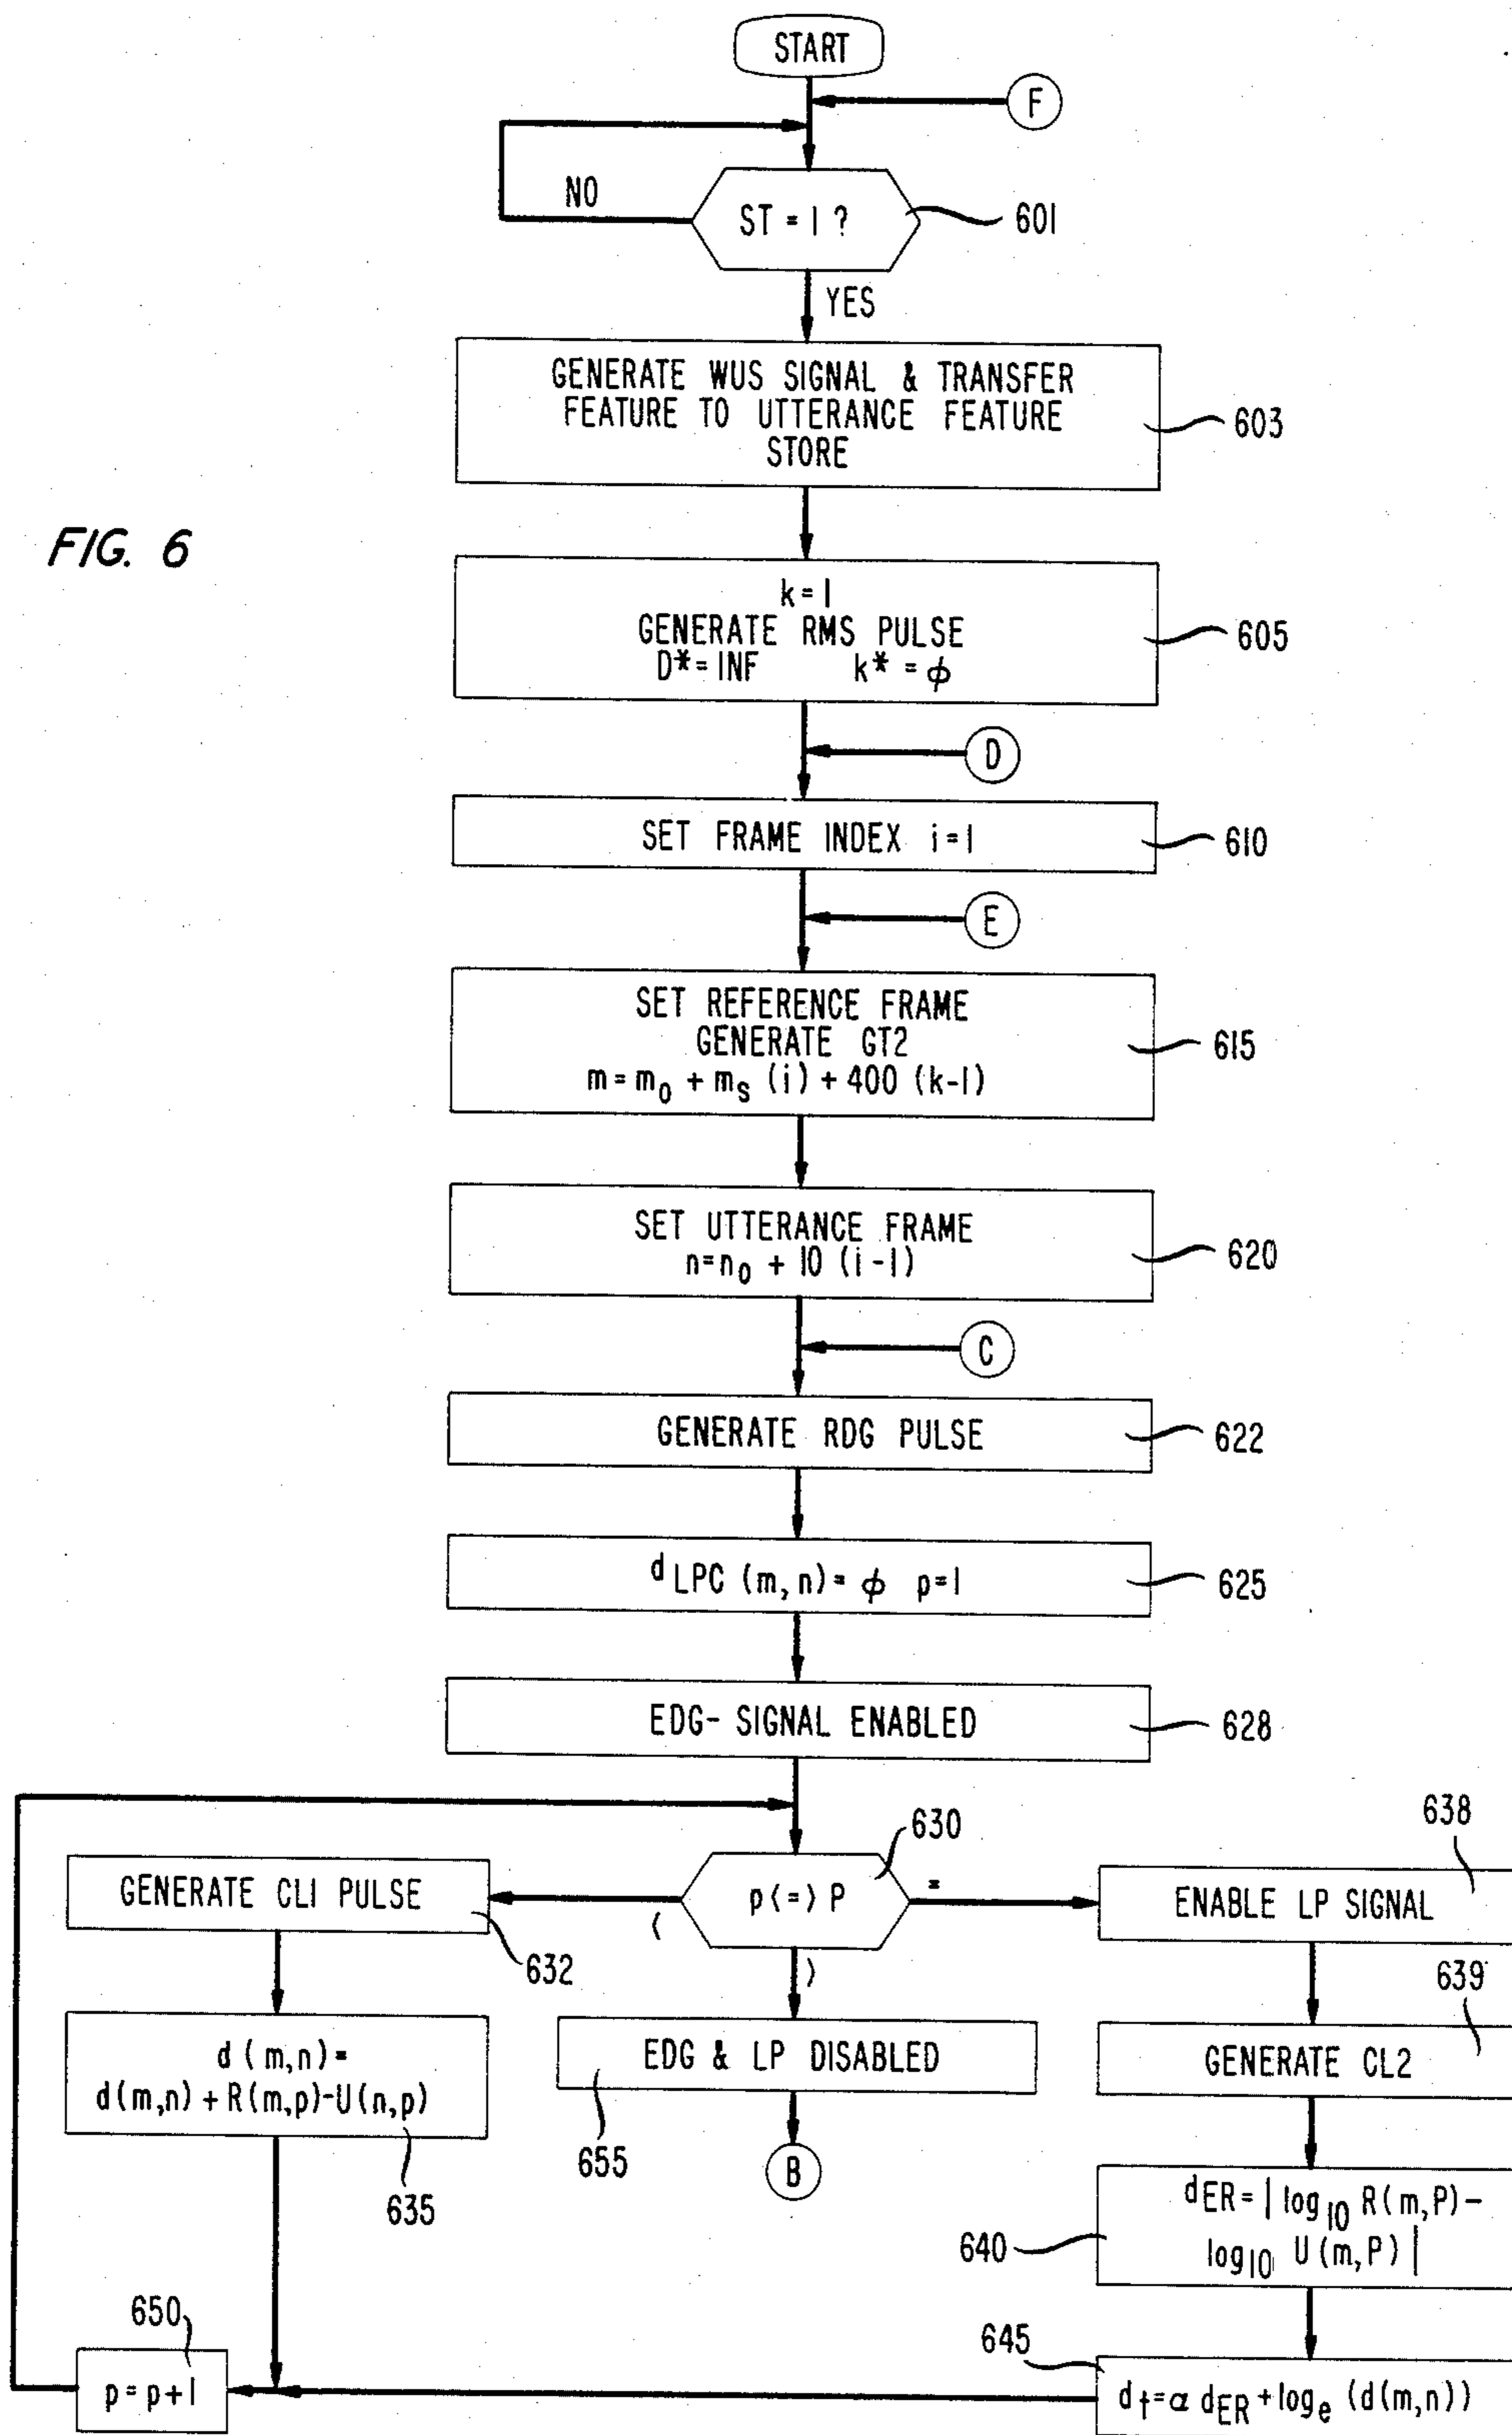 START
F
NO
ST = 1 ?
601
YES
GENERATE WUS SIGNAL & TRANSFER
FEATURE TO UTTERANCE FEATURE
STORE
603
FIG. 6
k=1
GENERATE RMS PULSE
D*=INF k* = ϕ
605
D
SET FRAME INDEX i=1
610
E
SET REFERENCE FRAME
GENERATE GT2
m=m0 + ms (i) + 400 (k-1)
615
SET UTTERANCE FRAME
n=n0 + 10 (i-1)
620
C
GENERATE RDG PULSE
622
dLPC (m,n)= ϕ p=1
625
EDG- SIGNAL ENABLED
628
630
638
GENERATE CL1 PULSE
632
p⟨=⟩P
⟨
=
⟩
ENABLE LP SIGNAL
639
d(m,n)=
d(m,n)+R(m,p)-U(n,p)
635
EDG & LP DISABLED
655
B
GENERATE CL2
dER=|log10 R(m,P)-
log10 U(m,P)|
640
650
p=p+1
645
dt=α dER+loge (d(m,n))